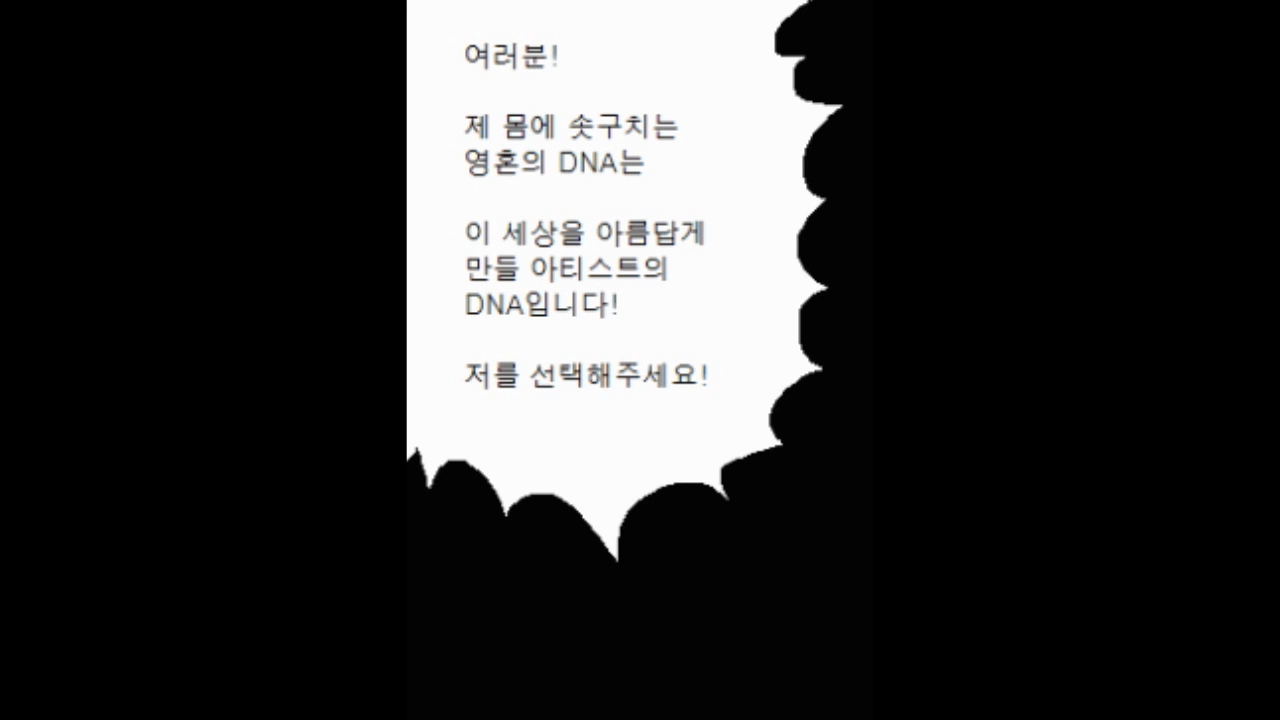 여러분!
제 몸에 솟구치는
영혼의 DNA는
이 세상을 아름답게
만들 아티스트의
DNA입니다!
저를 선택해주세요!